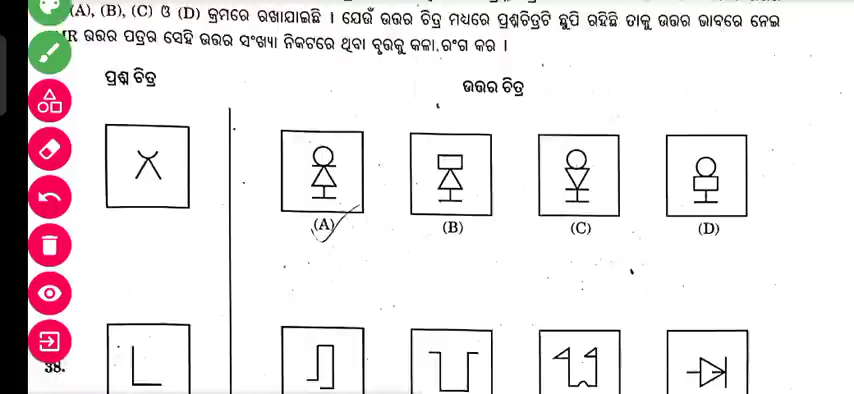 (A), (B), (C) ଓ (D) କ୍ରମରେ ରଖାଯାଇଛି । ଯେଉଁ ଉତ୍ତର ଚିତ୍ର ମଧ୍ୟରେ ପ୍ରଶ୍ନଚିତ୍ରଟି ଛୁପି ରହିଛି ତାକୁ ଉତ୍ତର ଭାବରେ ନେଇ
R ଉତ୍ତର ପତ୍ରର ସେହି ଉତ୍ତର ସଂଖ୍ୟା ନିକଟରେ ଥିବା ବୃତ୍ତକୁ କଳା ରଂଗ କର ।
ପ୍ରଶ୍ନ ଚିତ୍ର
ଉତ୍ତର ଚିତ୍ର
(A) (B) (C) (D)
38.